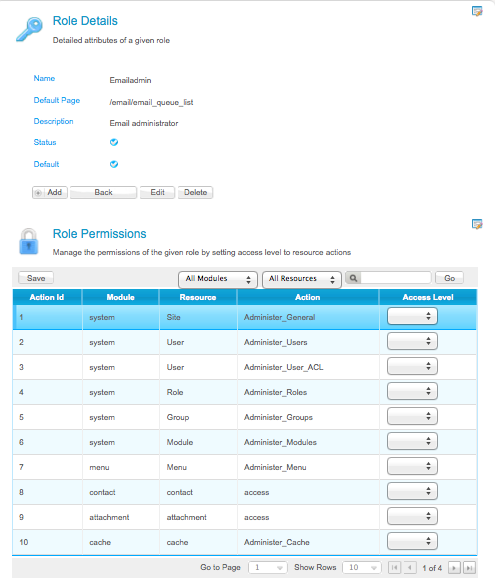 Role Details
Detailed attributes of a given role
Name Emailadmin
Default Page /email/email_queue_list
Description Email administrator
Status
Default
Add Back Edit Delete
Role Permissions
Manage the permissions of the given role by setting access level to resource actions
Save All Modules All Resources Go
Action Id Module Resource Action Access Level
1 system Site Administer_General
2 system User Administer_Users
3 system User Administer_User_ACL
4 system Role Administer_Roles
5 system Group Administer_Groups
6 system Module Administer_Modules
7 menu Menu Administer_Menu
8 contact contact access
9 attachment attachment access
10 cache cache Administer_Cache
Go to Page 1 Show Rows 10 1 of 4